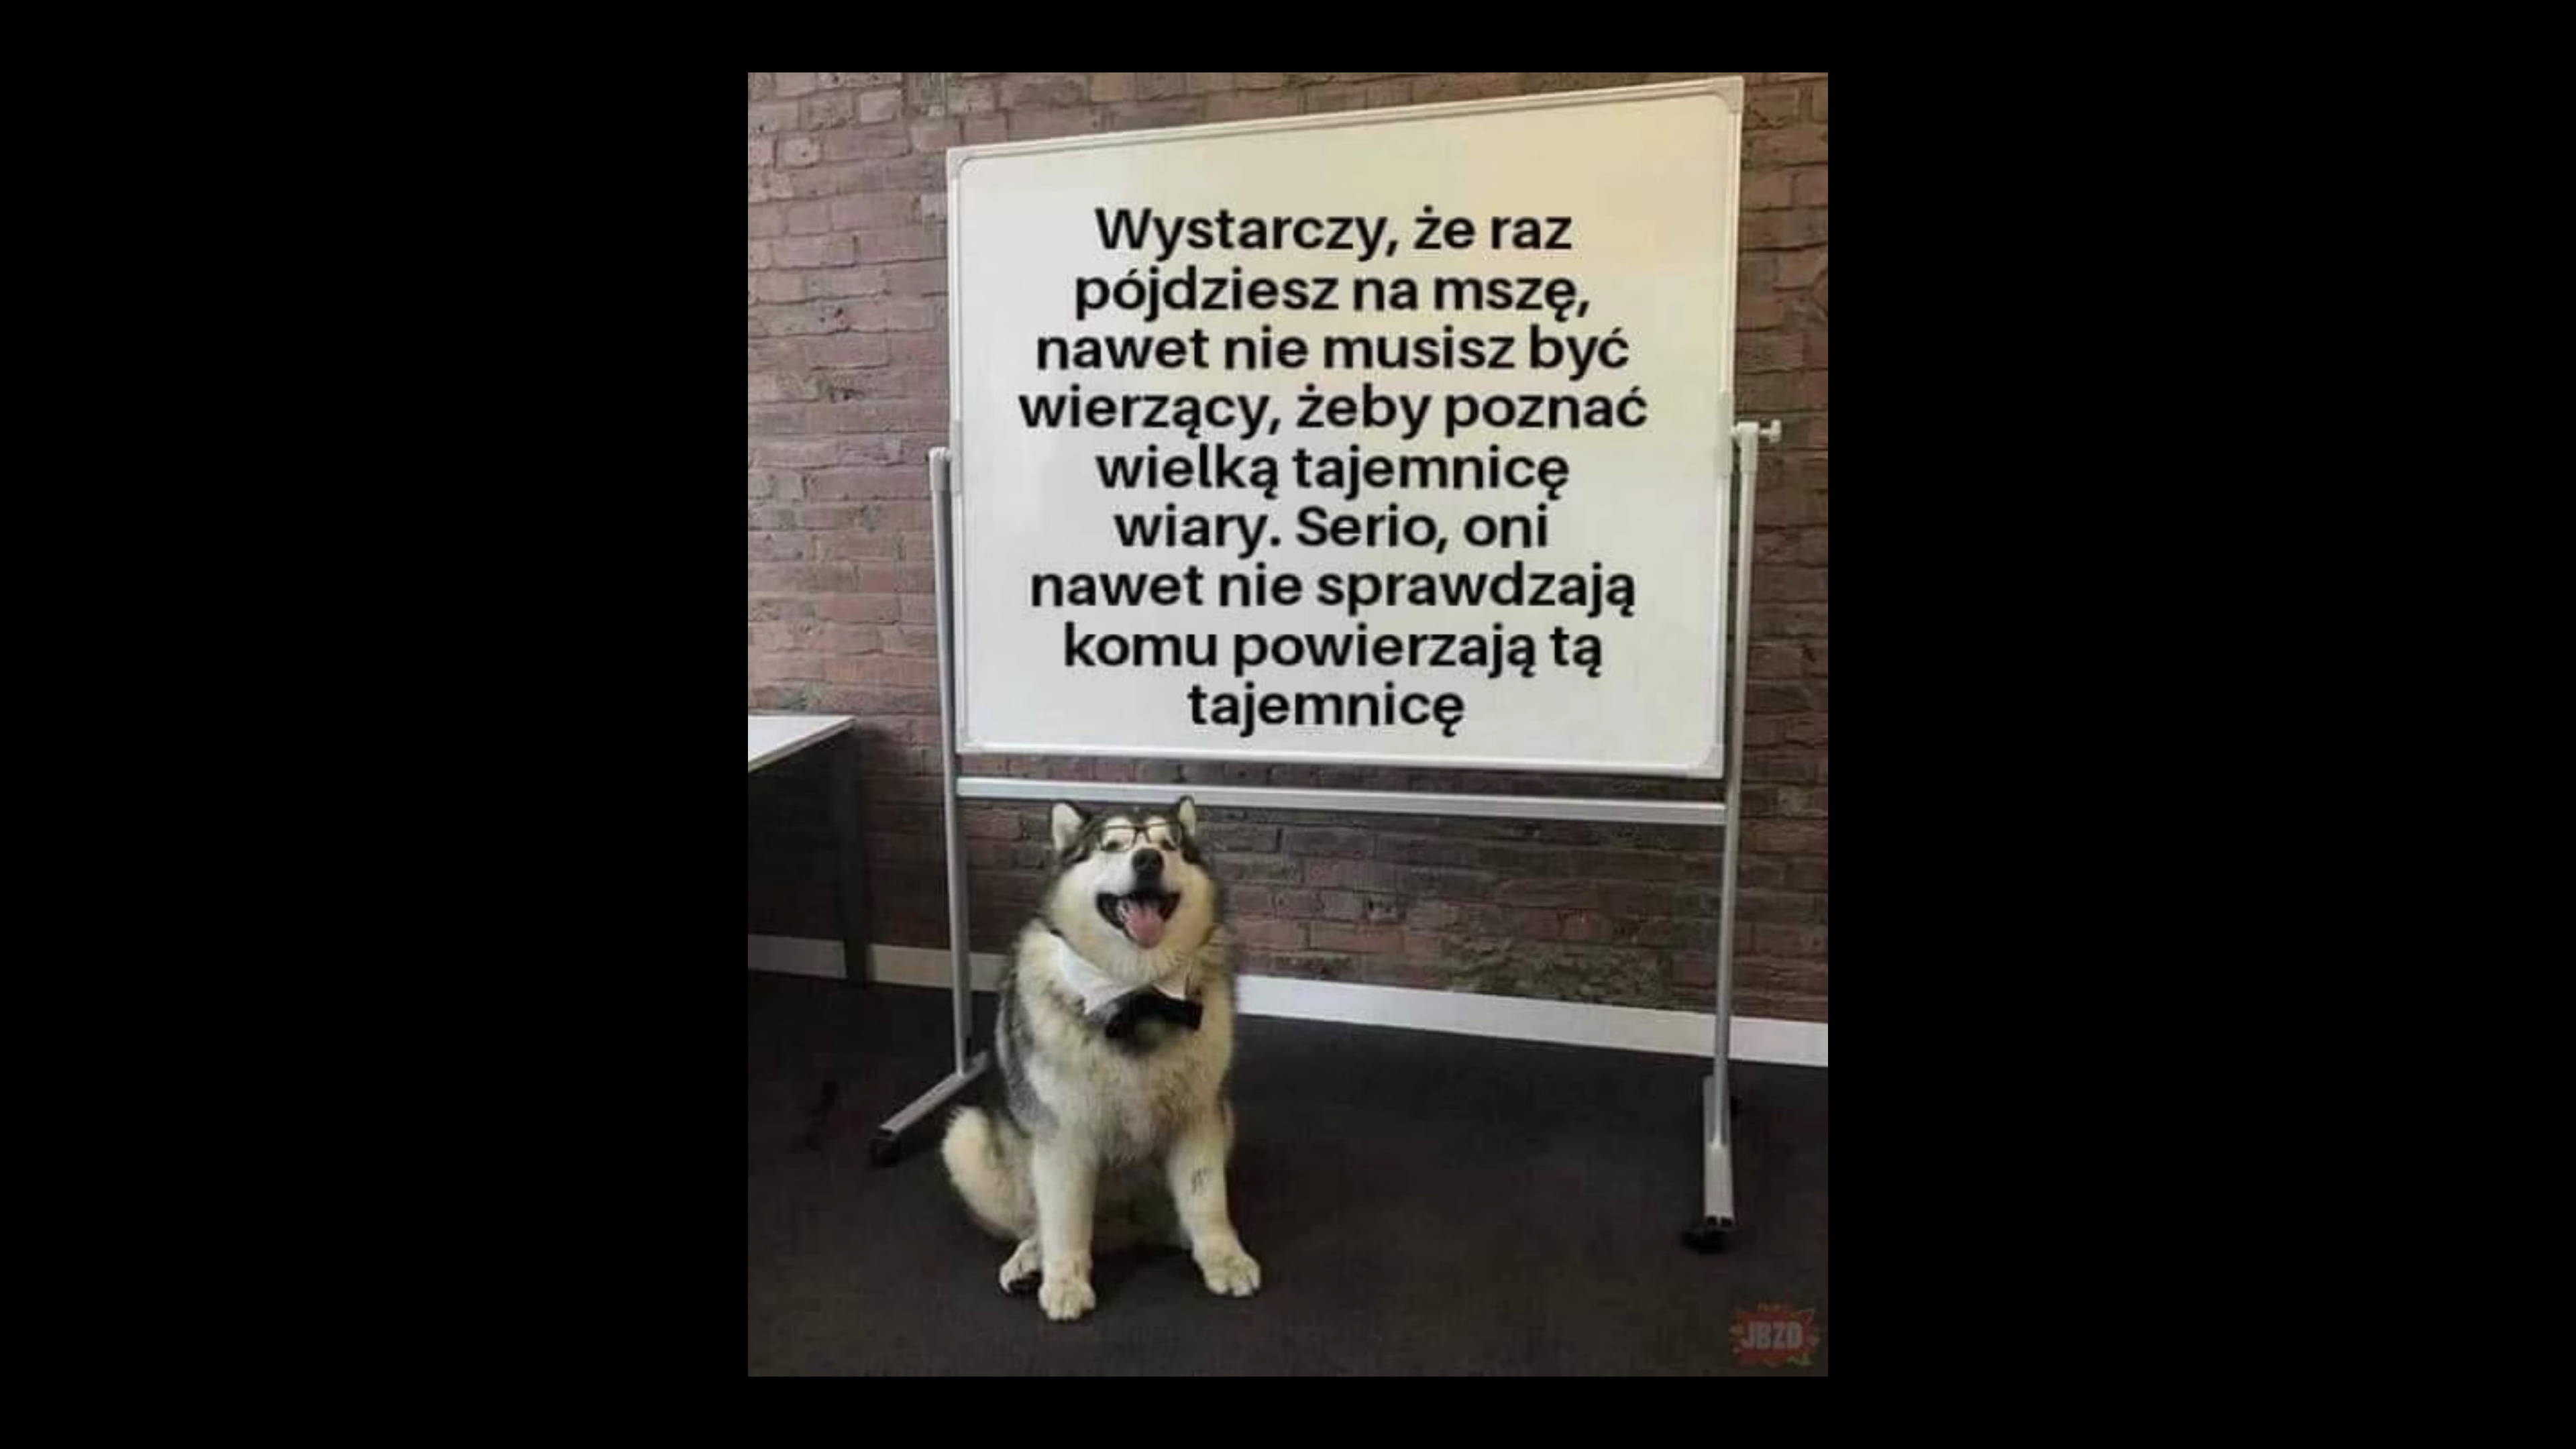 Wystarczy, że raz
pójdziesz na mszę,
nawet nie musisz być
wierzący, żeby poznać
wielką tajemnicę
wiary. Serio, oni
nawet nie sprawdzają
komu powierzają tą
tajemnicę
JBZD